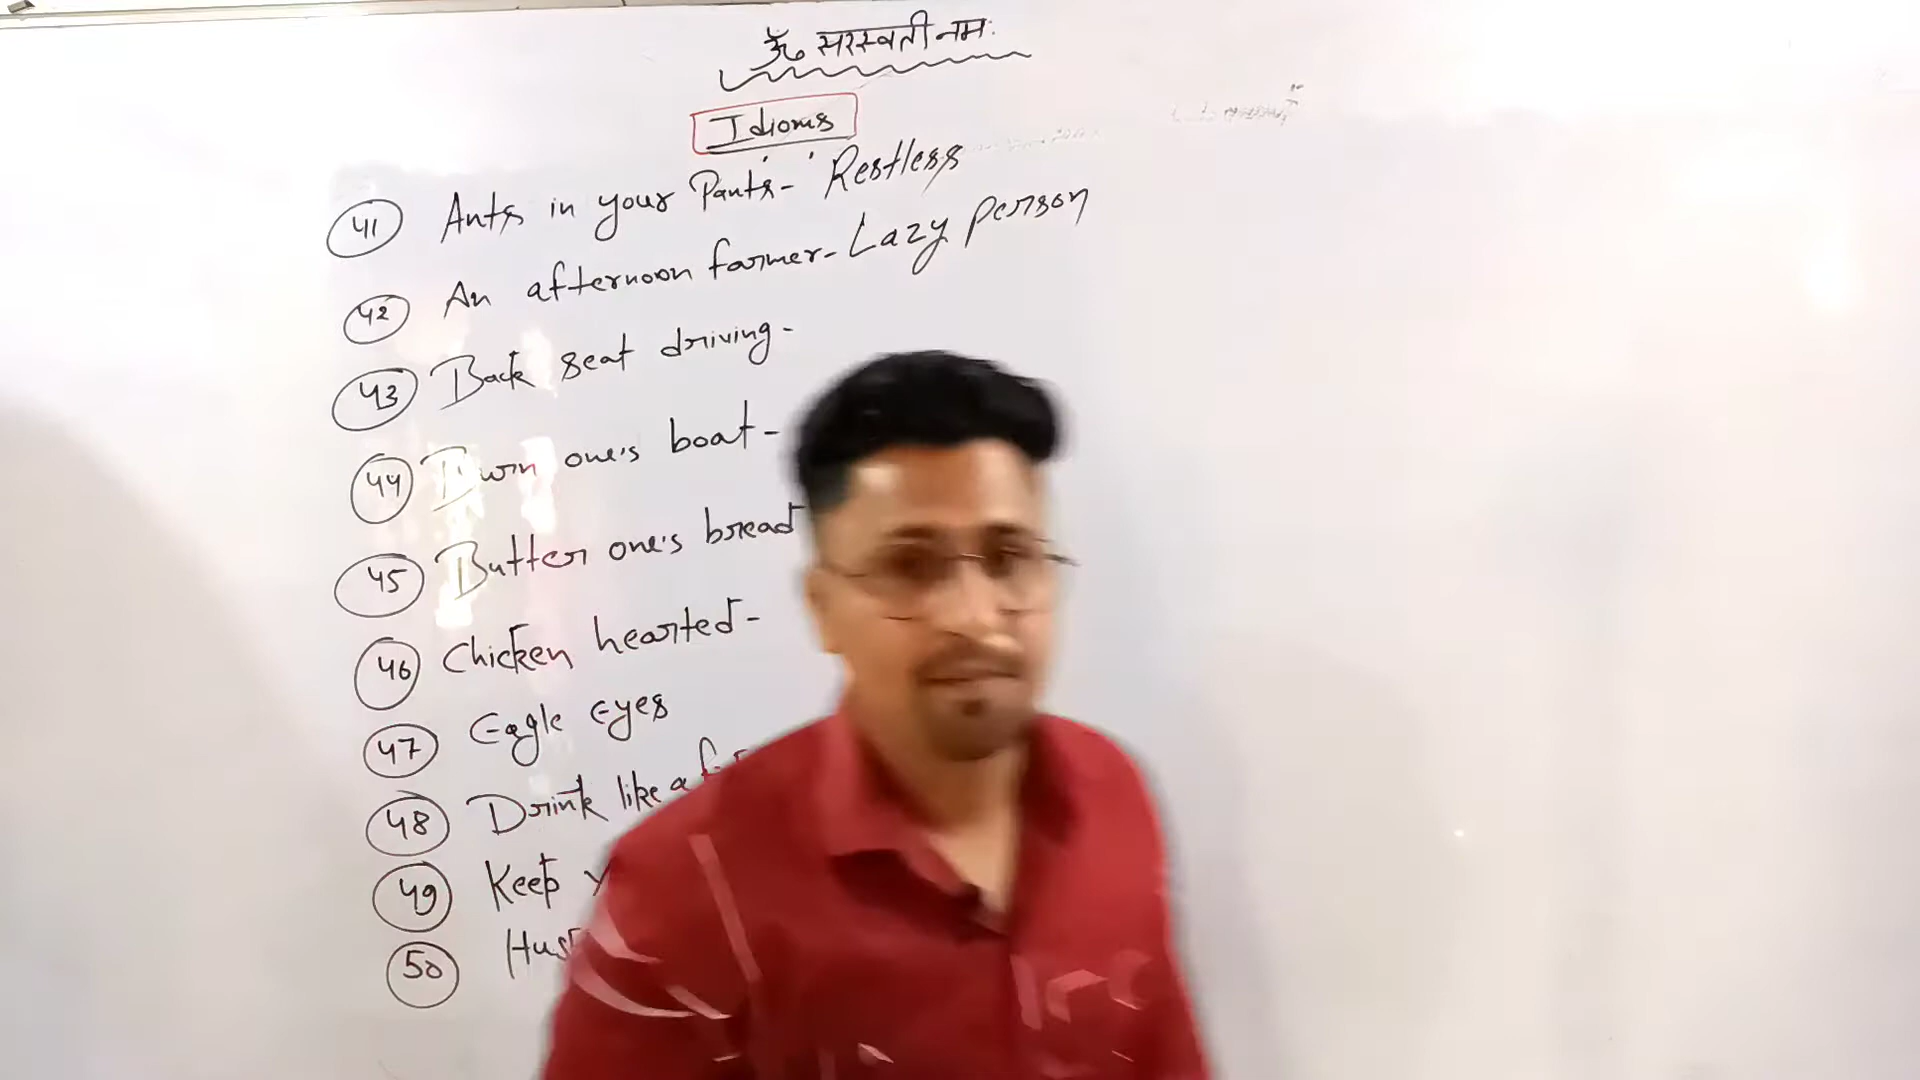 ॐ सरस्वती नमः
Idioms
41 Ants in your Pants - Restless
42 An afternoon farmer - Lazy person
43 Back seat driving -
44 Burn one's boat -
45 Butter one's bread
46 Chicken hearted -
47 Eagle Eyes
48 Drink like a
49 Keep
50